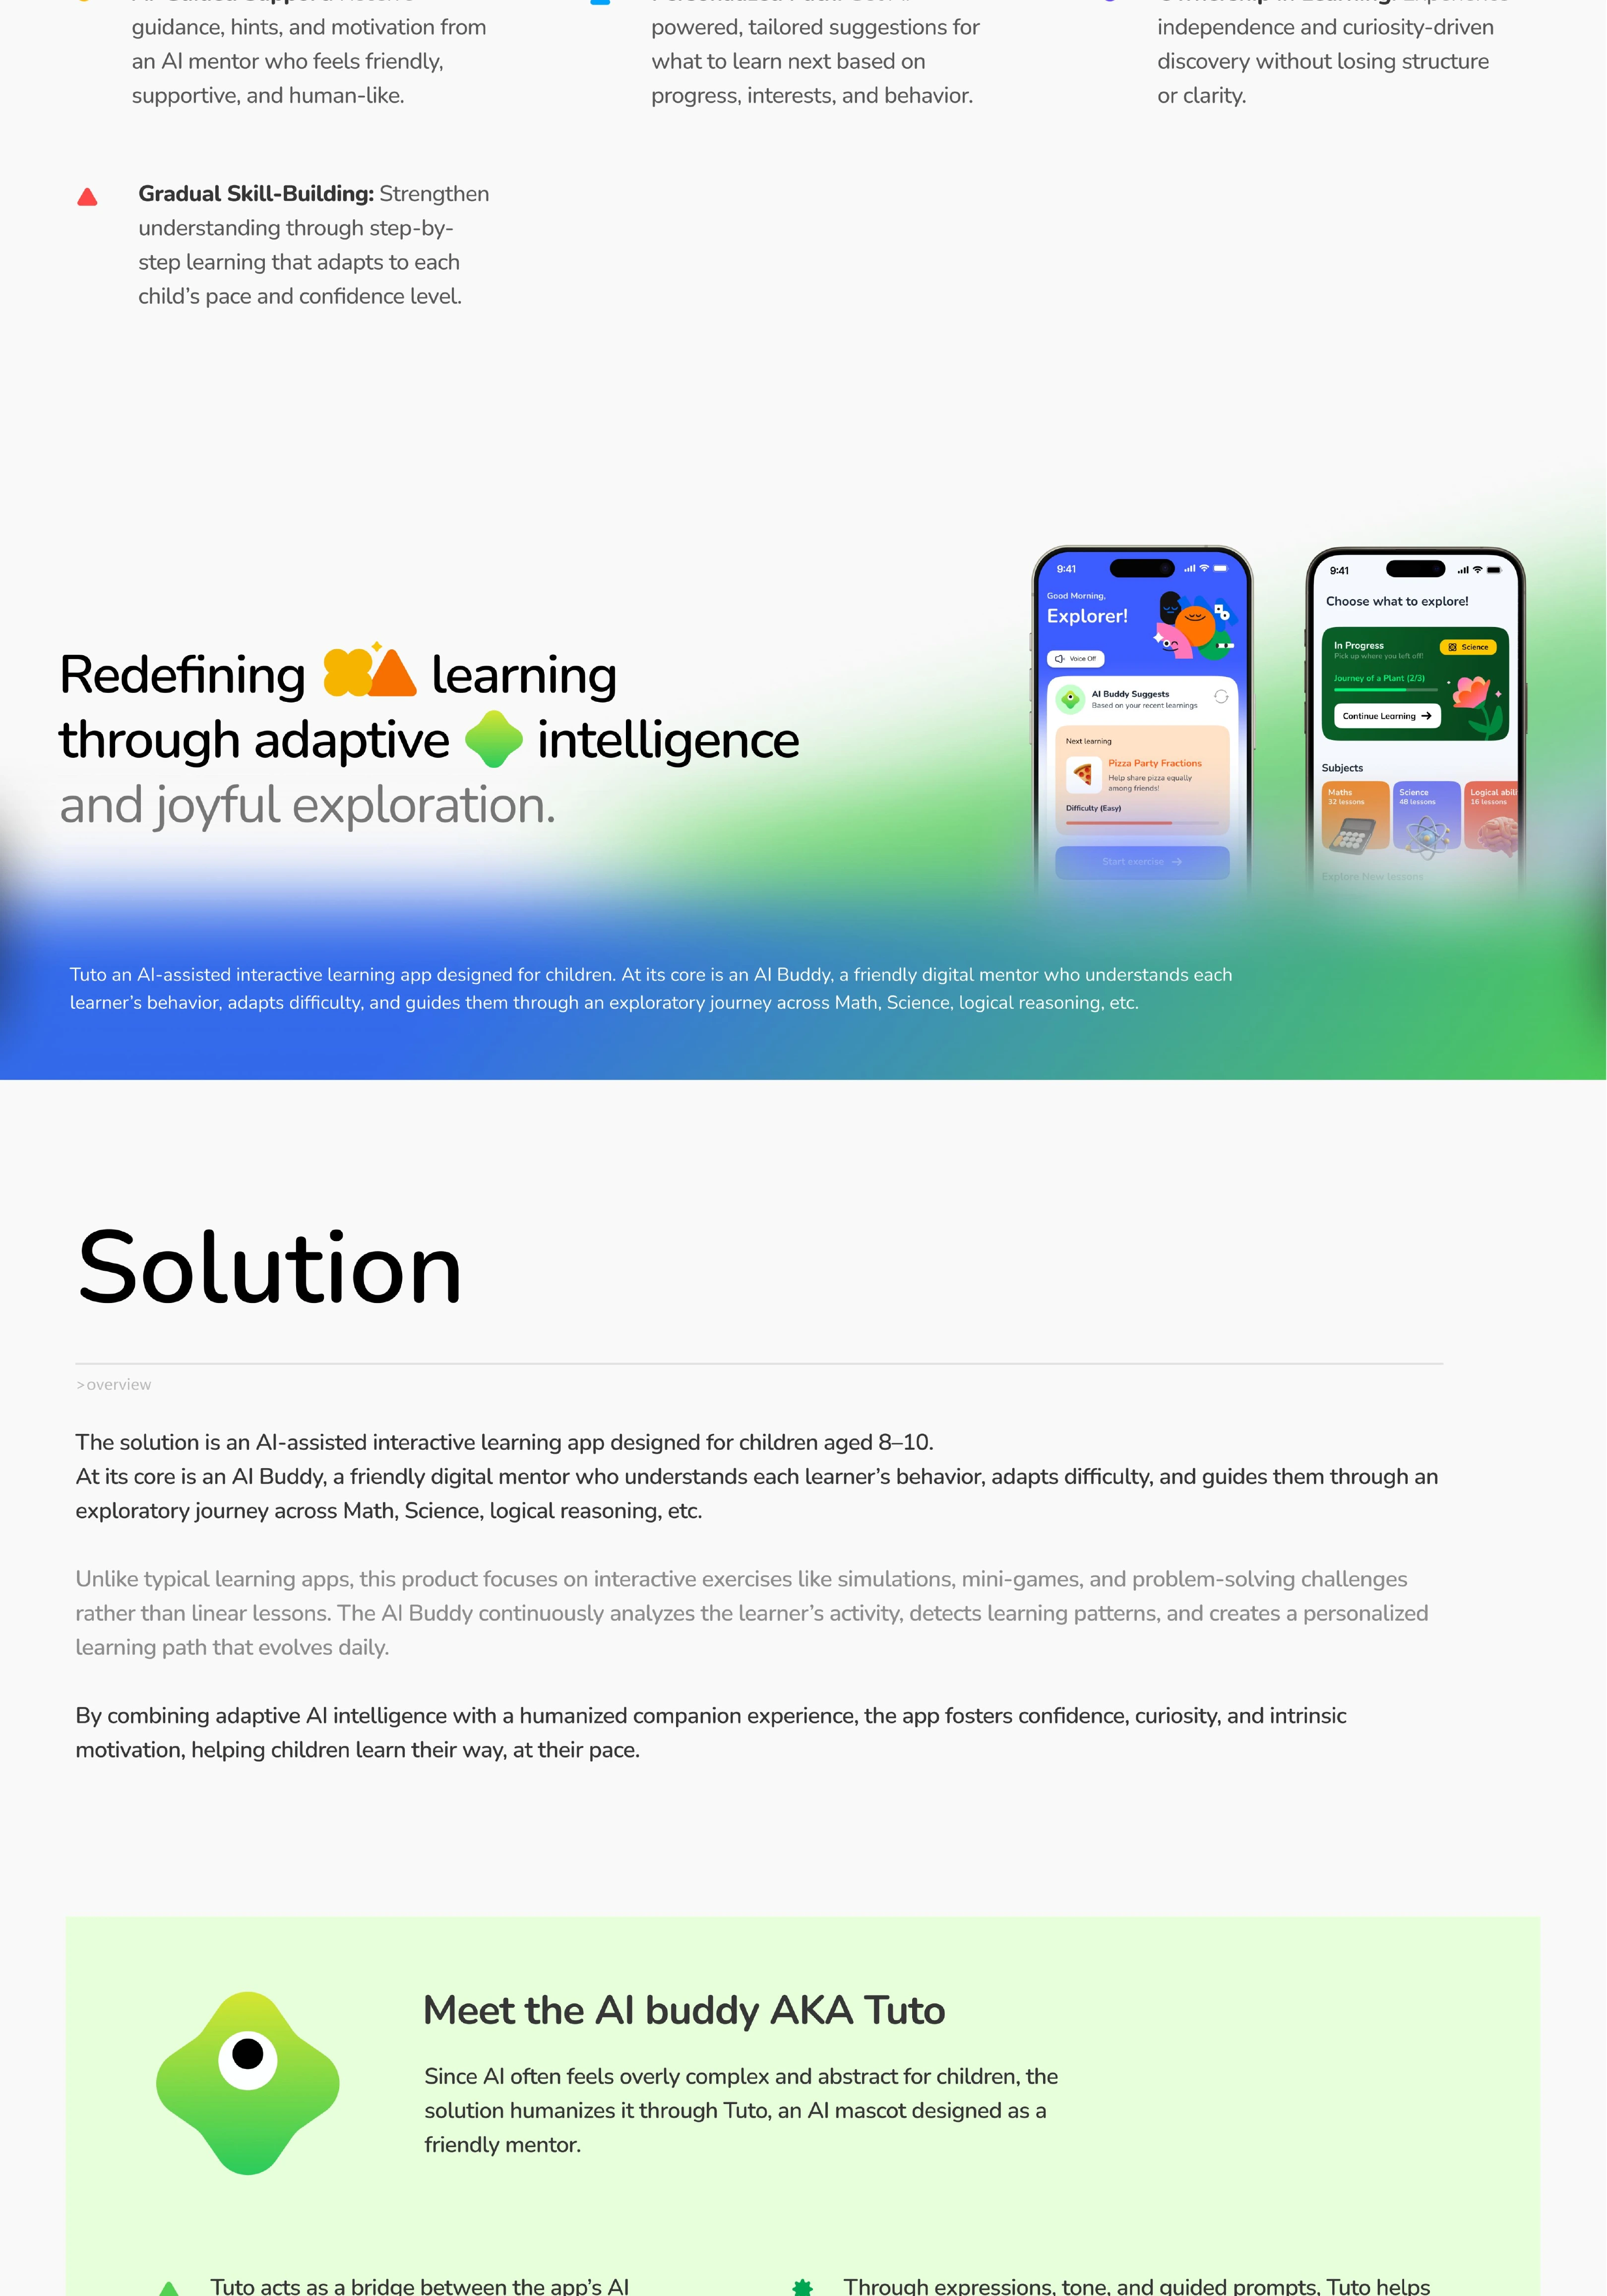 guidance, hints, and motivation from
an AI mentor who feels friendly,
supportive, and human-like.
powered, tailored suggestions for
what to learn next based on
progress, interests, and behavior.
independence and curiosity-driven
discovery without losing structure
or clarity.
Gradual Skill-Building: Strengthen
understanding through step-by-
step learning that adapts to each
child’s pace and confidence level.
Redefining learning
through adaptive intelligence
and joyful exploration.
9:41
Good Morning,
Explorer!
Voice Off
AI Buddy Suggests
Based on your recent learnings
Next learning
Pizza Party Fractions
Help share pizza equally
among friends!
Difficulty (Easy)
Start exercise →
9:41
Choose what to explore!
In Progress
Pick up where you left off!
Science
Journey of a Plant (2/3)
Continue Learning →
Subjects
Maths
32 lessons
Science
48 lessons
Logical abili
16 lessons
Explore New lessons
Tuto an AI-assisted interactive learning app designed for children. At its core is an AI Buddy, a friendly digital mentor who understands each
learner’s behavior, adapts difficulty, and guides them through an exploratory journey across Math, Science, logical reasoning, etc.
Solution
>overview
The solution is an AI-assisted interactive learning app designed for children aged 8–10.
At its core is an AI Buddy, a friendly digital mentor who understands each learner’s behavior, adapts difficulty, and guides them through an
exploratory journey across Math, Science, logical reasoning, etc.
Unlike typical learning apps, this product focuses on interactive exercises like simulations, mini-games, and problem-solving challenges
rather than linear lessons. The AI Buddy continuously analyzes the learner’s activity, detects learning patterns, and creates a personalized
learning path that evolves daily.
By combining adaptive AI intelligence with a humanized companion experience, the app fosters confidence, curiosity, and intrinsic
motivation, helping children learn their way, at their pace.
Meet the AI buddy AKA Tuto
Since AI often feels overly complex and abstract for children, the
solution humanizes it through Tuto, an AI mascot designed as a
friendly mentor.
Tuto acts as a bridge between the app’s AI
Through expressions, tone, and guided prompts, Tuto helps